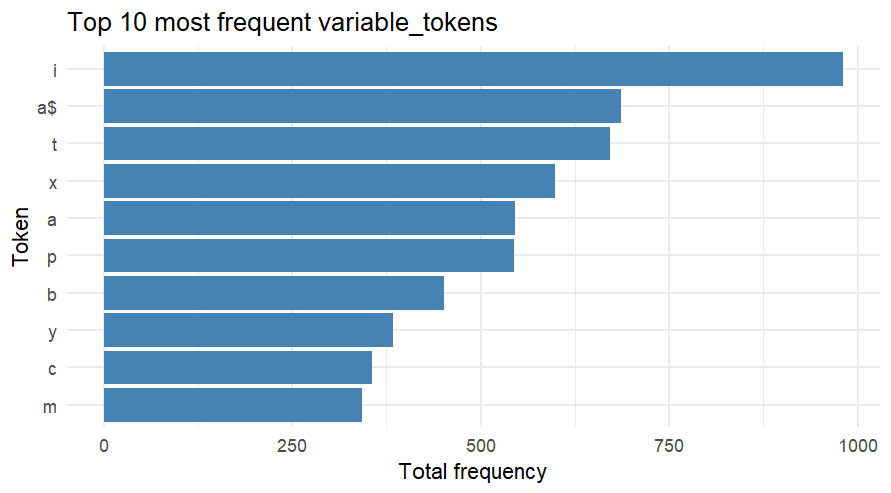 Top 10 most frequent variable_tokens
Token
i
a$
t
x
a
p
b
y
c
m
0 250 500 750 1000
Total frequency